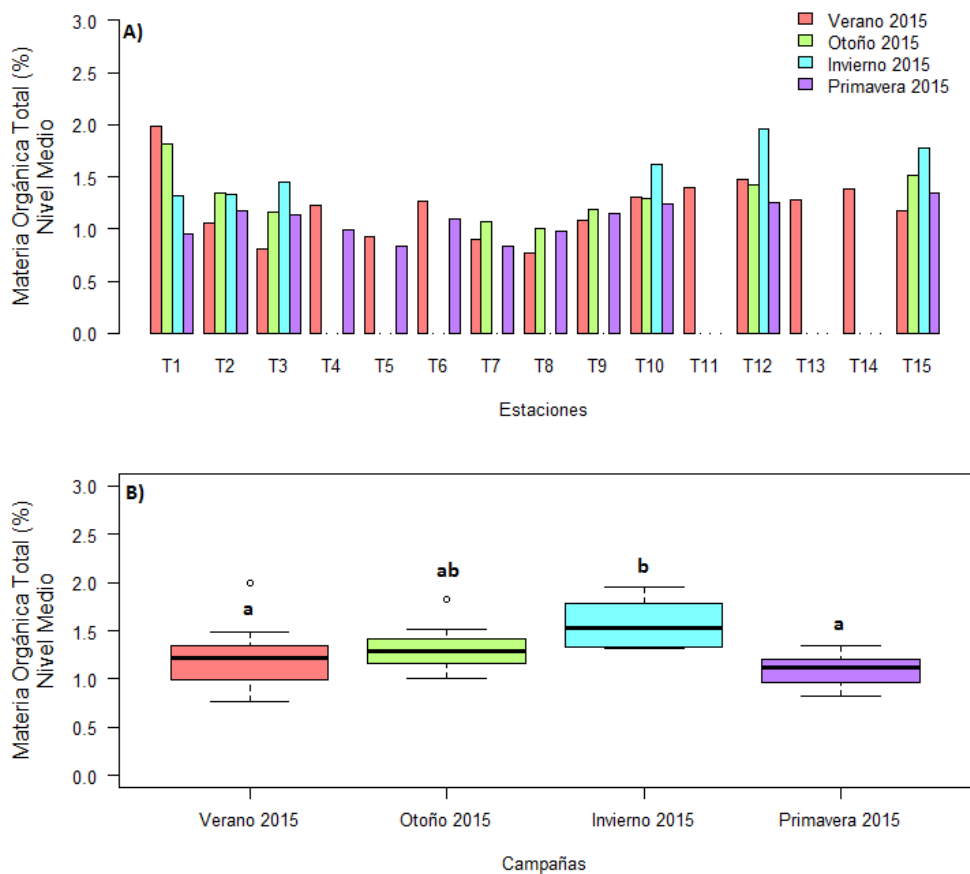 Materia Orgánica Total (%)
Nivel Medio
A)
3.0
2.5
2.0
1.5
1.0
0.5
0.0
Verano 2015
Otoño 2015
Invierno 2015
Primavera 2015
T1 T2 T3 T4 T5 T6 T7 T8 T9 T10 T11 T12 T13 T14 T15
Estaciones
Materia Orgánica Total (%)
Nivel Medio
B)
3.0
2.5
2.0
1.5
1.0
0.5
0.0
a ab b a
Verano 2015 Otoño 2015 Invierno 2015 Primavera 2015
Campañas